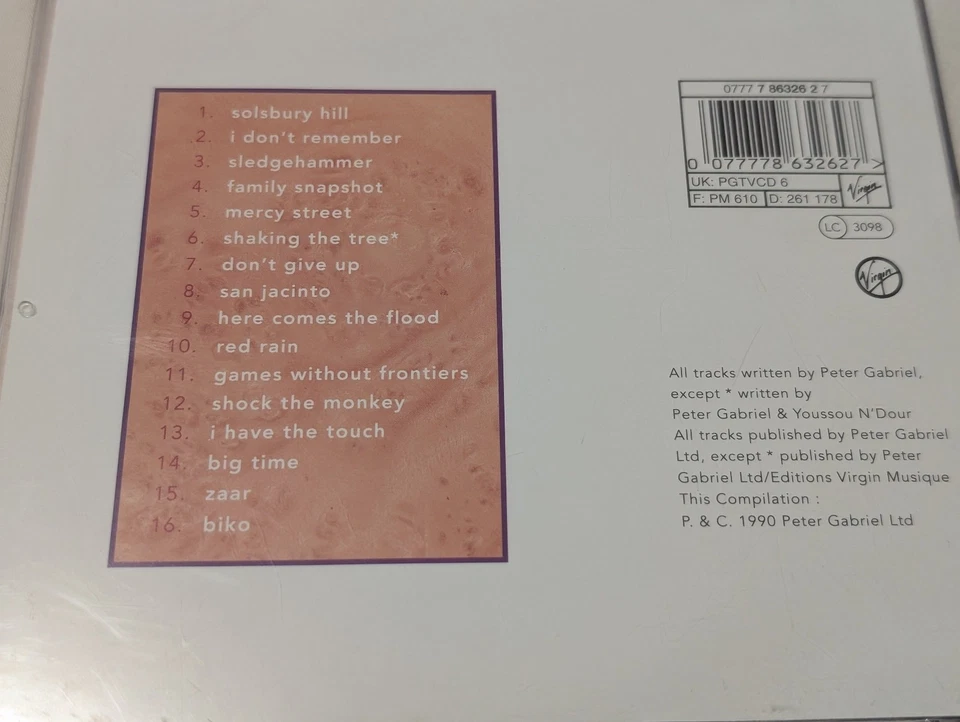 1. solsbury hill
2. i don't remember
3. sledgehammer
4. family snapshot
5. mercy street
6. shaking the tree*
7. don't give up
8. san jacinto
9. here comes the flood
10. red rain
11. games without frontiers
12. shock the monkey
13. i have the touch
14. big time
15. zaar
16. biko
0777 7 86326 2 7
0 077778 632627 >
UK: PGTVCD 6
F: PM 610 D: 261 178
Virgin
LC 3098
Virgin
All tracks written by Peter Gabriel,
except * written by
Peter Gabriel & Youssou N'Dour
All tracks published by Peter Gabriel
Ltd, except * published by Peter
Gabriel Ltd/Editions Virgin Musique
This Compilation :
P. & C. 1990 Peter Gabriel Ltd